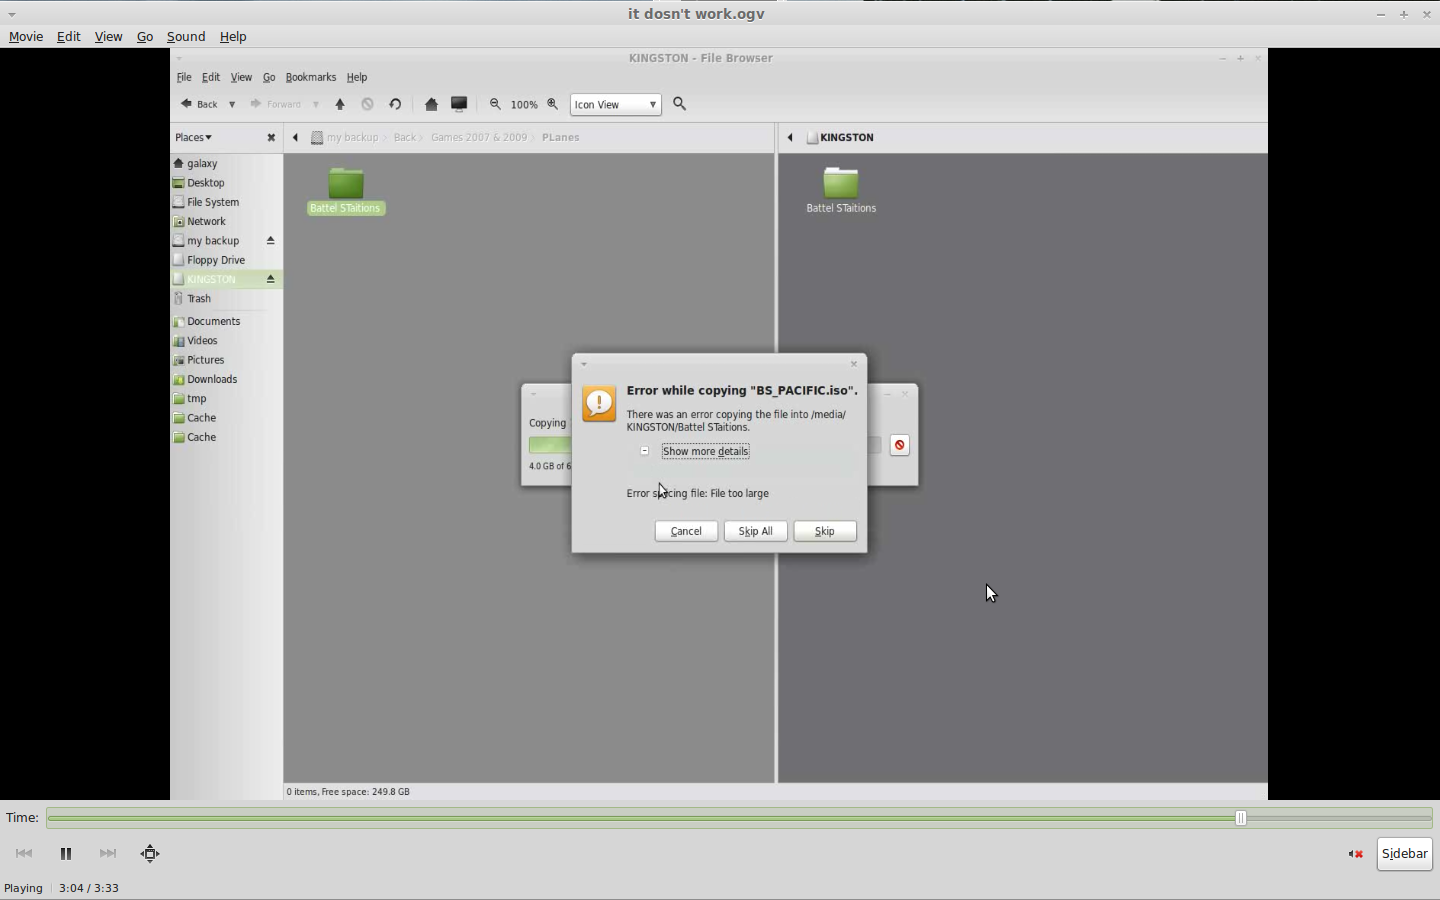 it dosn't work.ogv
Movie Edit View Go Sound Help
KINGSTON - File Browser
File Edit View Go Bookmarks Help
Back Forward 100% Icon View
Places
my backup Back Games 2007 & 2009 PLanes
KINGSTON
galaxy
Desktop
File System
Network
my backup
Floppy Drive
KINGSTON
Trash
Documents
Videos
Pictures
Downloads
tmp
Cache
Cache
Battel STaitions
Battel STaitions
Copying
4.0 GB of 6
Error while copying "BS_PACIFIC.iso".
There was an error copying the file into /media/
KINGSTON/Battel STaitions.
Show more details
Error file: File too large
Cancel Skip All Skip
0 items, Free space: 249.8 GB
Time:
Sidebar
Playing 3:04 / 3:33